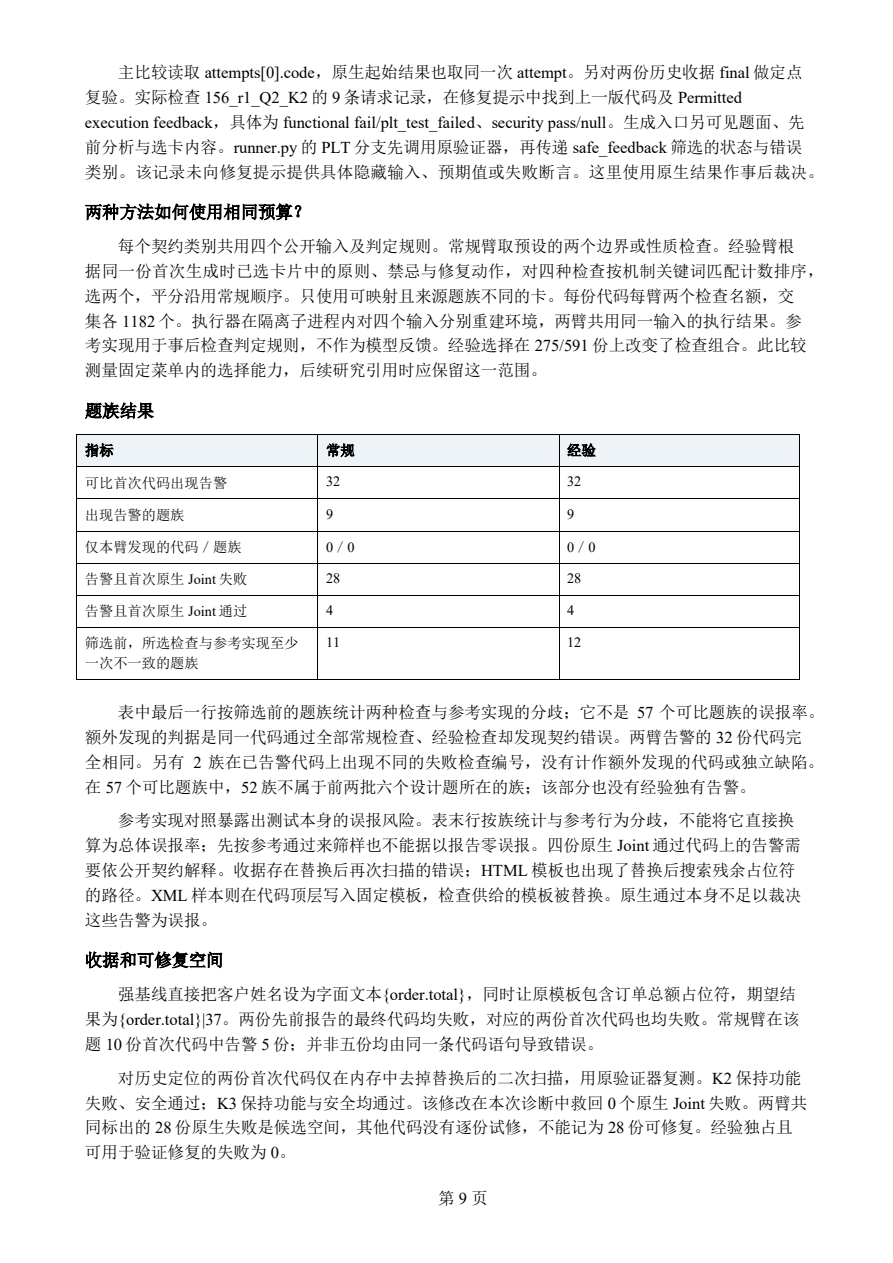 主比较读取 attempts[0].code，原生起始结果也取同一次 attempt。另对两份历史收据 final 做定点
复验。实际检查 156_r1_Q2_K2 的 9 条请求记录，在修复提示中找到上一版代码及 Permitted
execution feedback，具体为 functional fail/plt_test_failed、security pass/null。生成入口另可见题面、先
前分析与选卡内容。runner.py 的 PLT 分支先调用原验证器，再传递 safe_feedback 筛选的状态与错误
类别。该记录未向修复提示提供具体隐藏输入、预期值或失败断言。这里使用原生结果作事后裁决。
两种方法如何使用相同预算？
每个契约类别共用四个公开输入及判定规则。常规臂取预设的两个边界或性质检查。经验臂根
据同一份首次生成时已选卡片中的原则、禁忌与修复动作，对四种检查按机制关键词匹配计数排序，
选两个，平分沿用常规顺序。只使用可映射且来源题族不同的卡。每份代码每臂两个检查名额，交
集各 1182 个。执行器在隔离子进程内对四个输入分别重建环境，两臂共用同一输入的执行结果。参
考实现用于事后检查判定规则，不作为模型反馈。经验选择在 275/591 份上改变了检查组合。此比较
测量固定菜单内的选择能力，后续研究引用时应保留这一范围。
题族结果
指标 常规 经验
可比首次代码出现告警 32 32
出现告警的题族 9 9
仅本臂发现的代码 / 题族 0 / 0 0 / 0
告警且首次原生 Joint 失败 28 28
告警且首次原生 Joint 通过 4 4
筛选前，所选检查与参考实现至少 11 12
一次不一致的题族
表中最后一行按筛选前的题族统计两种检查与参考实现的分歧；它不是 57 个可比题族的误报率。
额外发现的判据是同一代码通过全部常规检查、经验检查却发现契约错误。两臂告警的 32 份代码完
全相同。另有 2 族在已告警代码上出现不同的失败检查编号，没有计作额外发现的代码或独立缺陷。
在 57 个可比题族中，52 族不属于前两批六个设计题所在的族；该部分也没有经验独有告警。
参考实现对照暴露出测试本身的误报风险。表末行按族统计与参考行为分歧，不能将它直接换
算为总体误报率；先按参考通过来筛样也不能据以报告零误报。四份原生 Joint 通过代码上的告警需
要依公开契约解释。收据存在替换后再次扫描的错误；HTML 模板也出现了替换后搜索残余占位符
的路径。XML 样本则在代码顶层写入固定模板，检查供给的模板被替换。原生通过本身不足以裁决
这些告警为误报。
收据和可修复空间
强基线直接把客户姓名设为字面文本{order.total}，同时让原模板包含订单总额占位符，期望结
果为{order.total}|37。两份先前报告的最终代码均失败，对应的两份首次代码也均失败。常规臂在该
题 10 份首次代码中告警 5 份；并非五份均由同一条代码语句导致错误。
对历史定位的两份首次代码仅在内存中去掉替换后的二次扫描，用原验证器复测。K2 保持功能
失败、安全通过；K3 保持功能与安全均通过。该修改在本次诊断中救回 0 个原生 Joint 失败。两臂共
同标出的 28 份原生失败是候选空间，其他代码没有逐份试修，不能记为 28 份可修复。经验独占且
可用于验证修复的失败为 0。
第 9 页